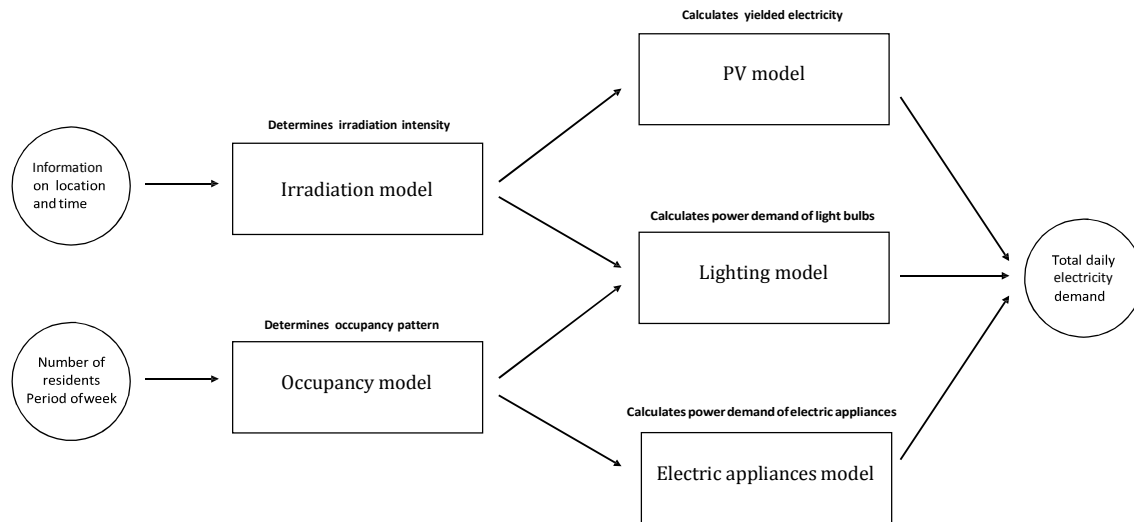 Calculates yielded electricity
PV model
Determines irradiation intensity
Information
on location
and time
Irradiation model
Calculates power demand of light bulbs
Lighting model
Total daily
electricity
demand
Determines occupancy pattern
Number of
residents
Period of week
Occupancy model
Calculates power demand of electric appliances
Electric appliances model